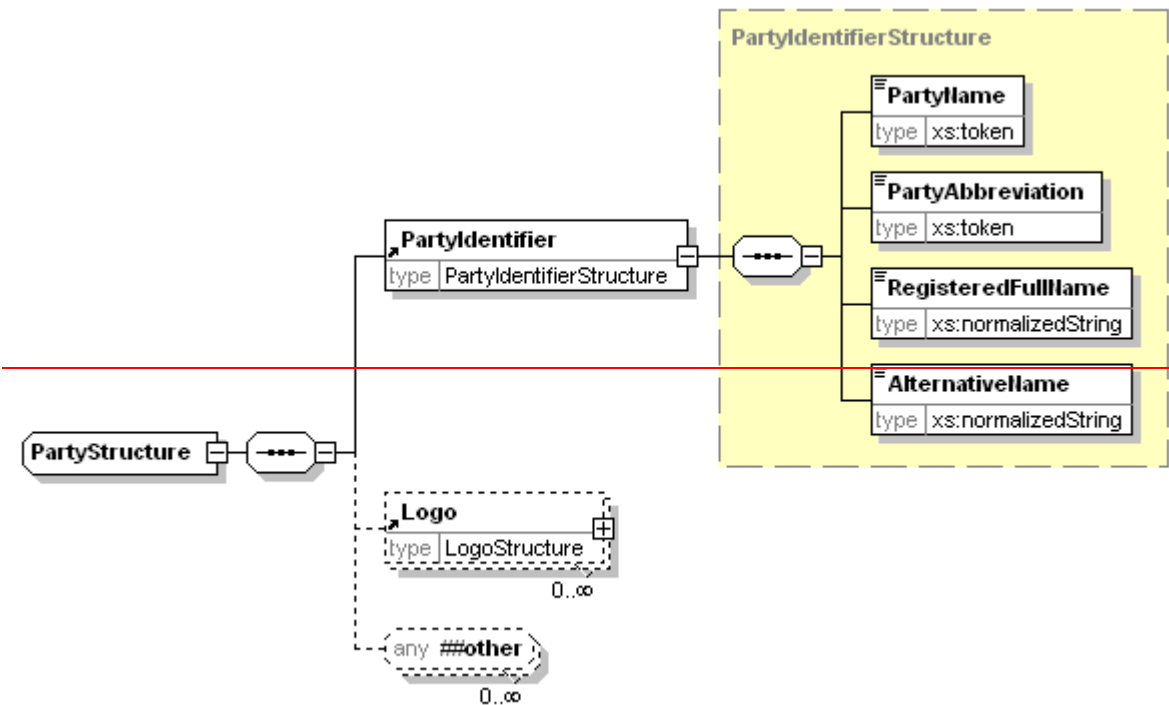 PartyIdentifierStructure
PartyName
type xs:token
PartyAbbreviation
type xs:token
PartyIdentifier
type PartyIdentifierStructure
RegisteredFullName
type xs:normalizedString
AlternativeName
type xs:normalizedString
PartyStructure
Logo
type LogoStructure
0..∞
any ##other
0..∞